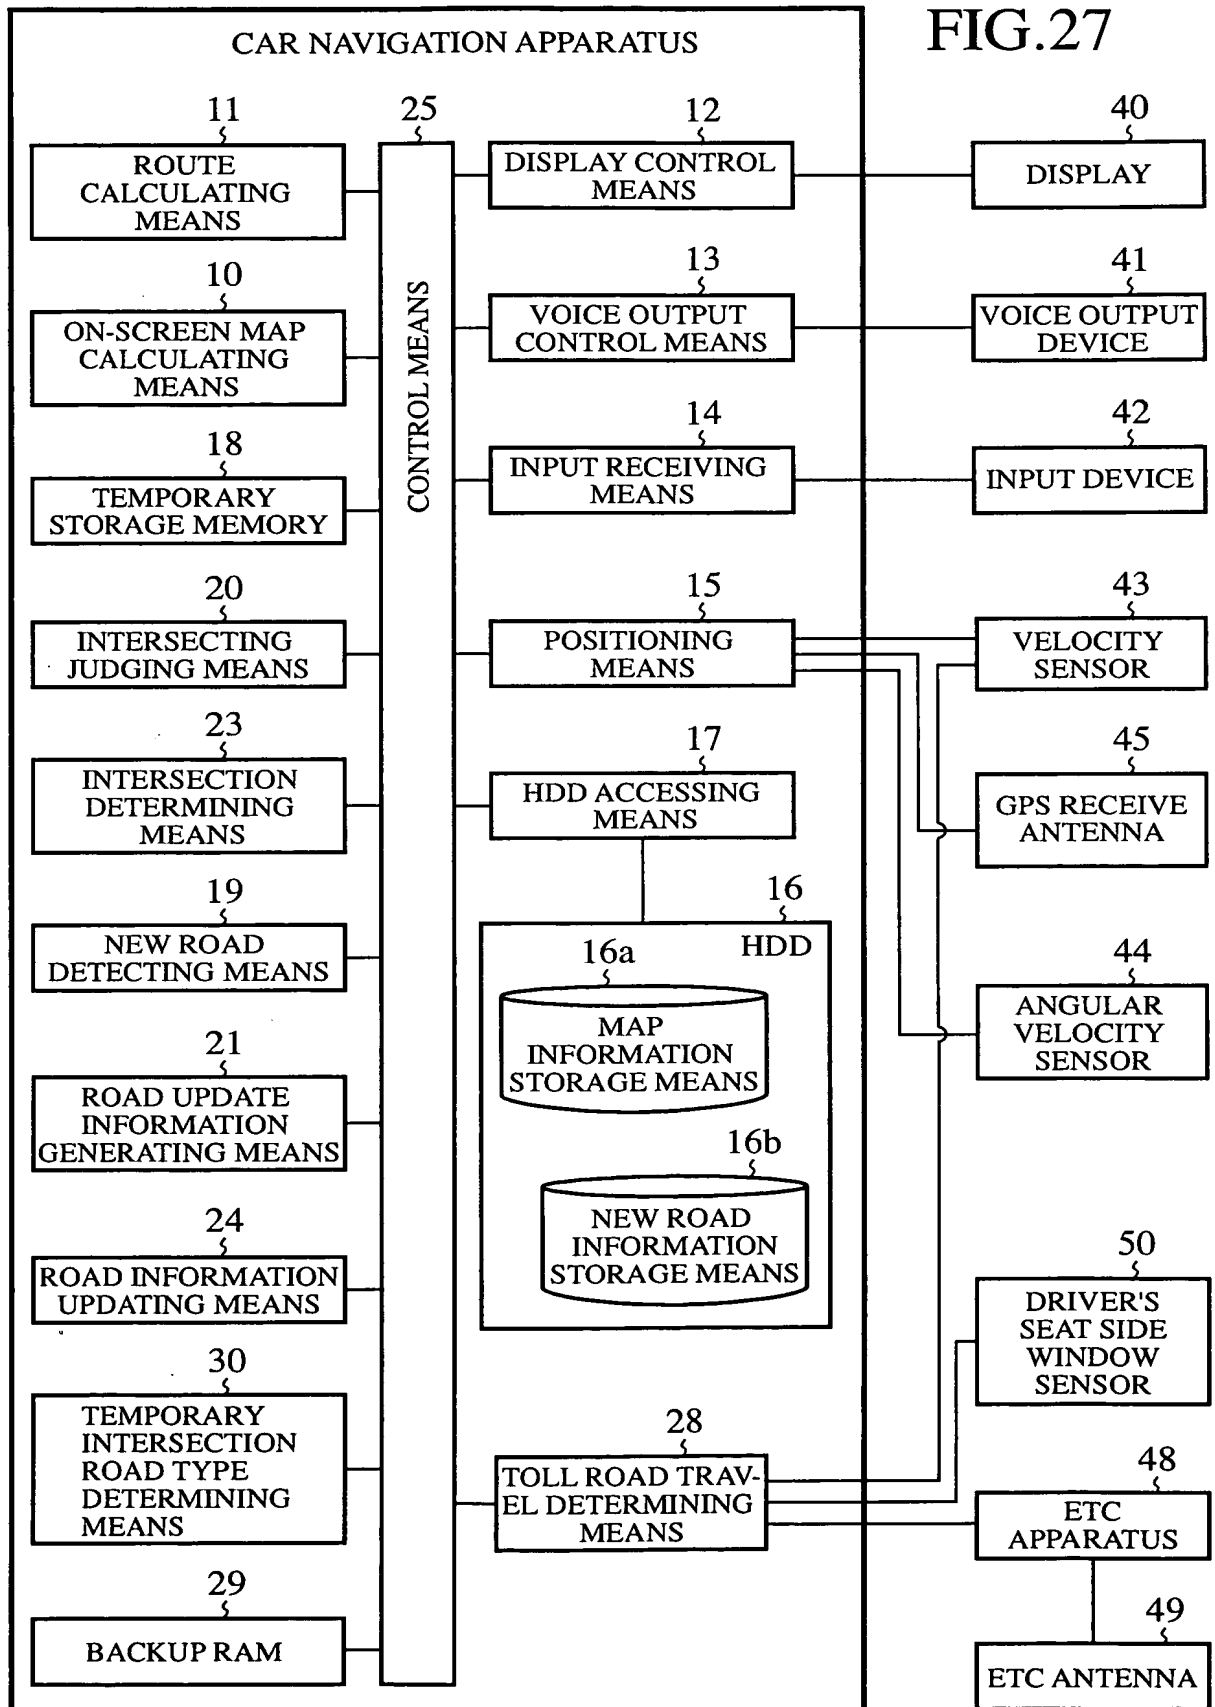 FIG.27
CAR NAVIGATION APPARATUS
11
ROUTE
CALCULATING
MEANS
10
ON-SCREEN MAP
CALCULATING
MEANS
18
TEMPORARY
STORAGE MEMORY
20
INTERSECTING
JUDGING MEANS
23
INTERSECTION
DETERMINING
MEANS
19
NEW ROAD
DETECTING MEANS
21
ROAD UPDATE
INFORMATION
GENERATING MEANS
24
ROAD INFORMATION
UPDATING MEANS
30
TEMPORARY
INTERSECTION
ROAD TYPE
DETERMINING
MEANS
29
BACKUP RAM
25
CONTROL MEANS
12
DISPLAY CONTROL
MEANS
13
VOICE OUTPUT
CONTROL MEANS
14
INPUT RECEIVING
MEANS
15
POSITIONING
MEANS
17
HDD ACCESSING
MEANS
16
HDD
16a
MAP
INFORMATION
STORAGE MEANS
16b
NEW ROAD
INFORMATION
STORAGE MEANS
28
TOLL ROAD TRAV-
EL DETERMINING
MEANS
40
DISPLAY
41
VOICE OUTPUT
DEVICE
42
INPUT DEVICE
43
VELOCITY
SENSOR
45
GPS RECEIVE
ANTENNA
44
ANGULAR
VELOCITY
SENSOR
50
DRIVER'S
SEAT SIDE
WINDOW
SENSOR
48
ETC
APPARATUS
49
ETC ANTENNA